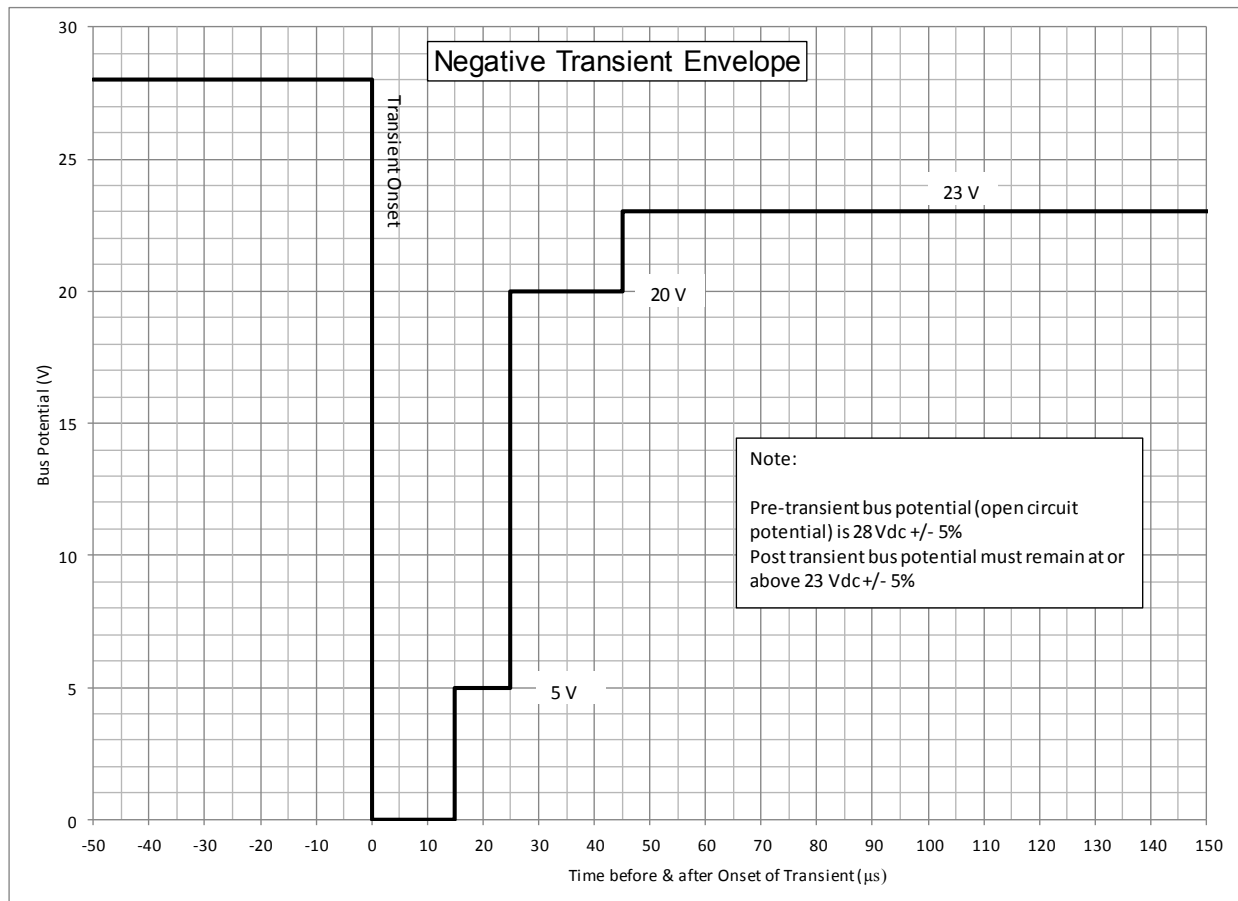 Negative Transient Envelope
30
25
20
15
10
5
0
Bus Potential (V)
Transient Onset
23 V
20 V
5 V
Note:
Pre-transient bus potential (open circuit
potential) is 28 Vdc +/- 5%
Post transient bus potential must remain at or
above 23 Vdc +/- 5%
-50 -40 -30 -20 -10 0 10 20 30 40 50 60 70 80 90 100 110 120 130 140 150
Time before & after Onset of Transient (µs)